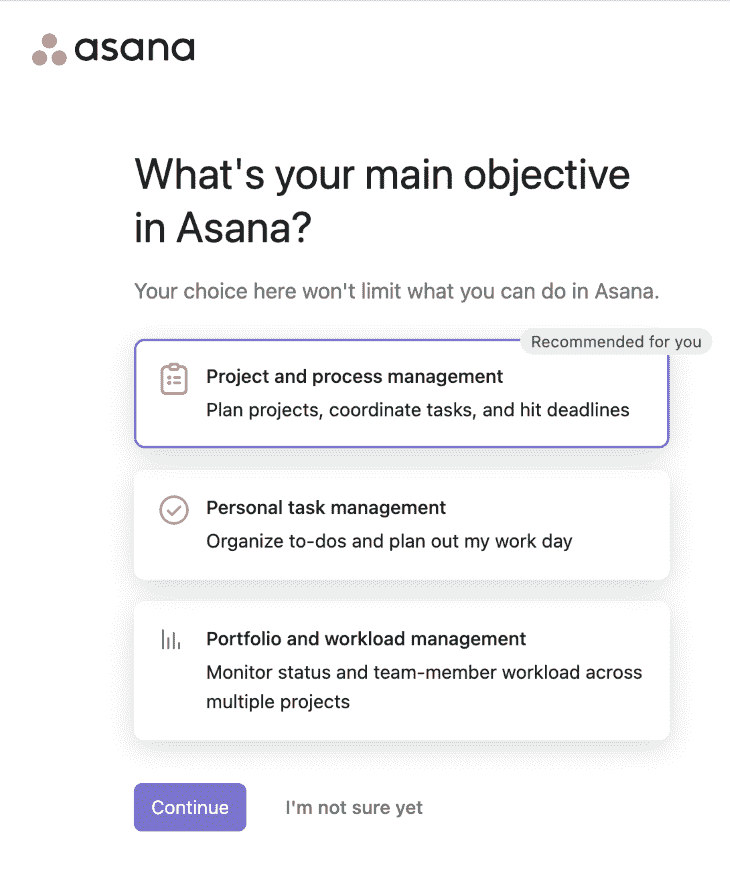 asana
What's your main objective
in Asana?
Your choice here won't limit what you can do in Asana.
Recommended for you
Project and process management
Plan projects, coordinate tasks, and hit deadlines
Personal task management
Organize to-dos and plan out my work day
Portfolio and workload management
Monitor status and team-member workload across
multiple projects
Continue
I'm not sure yet